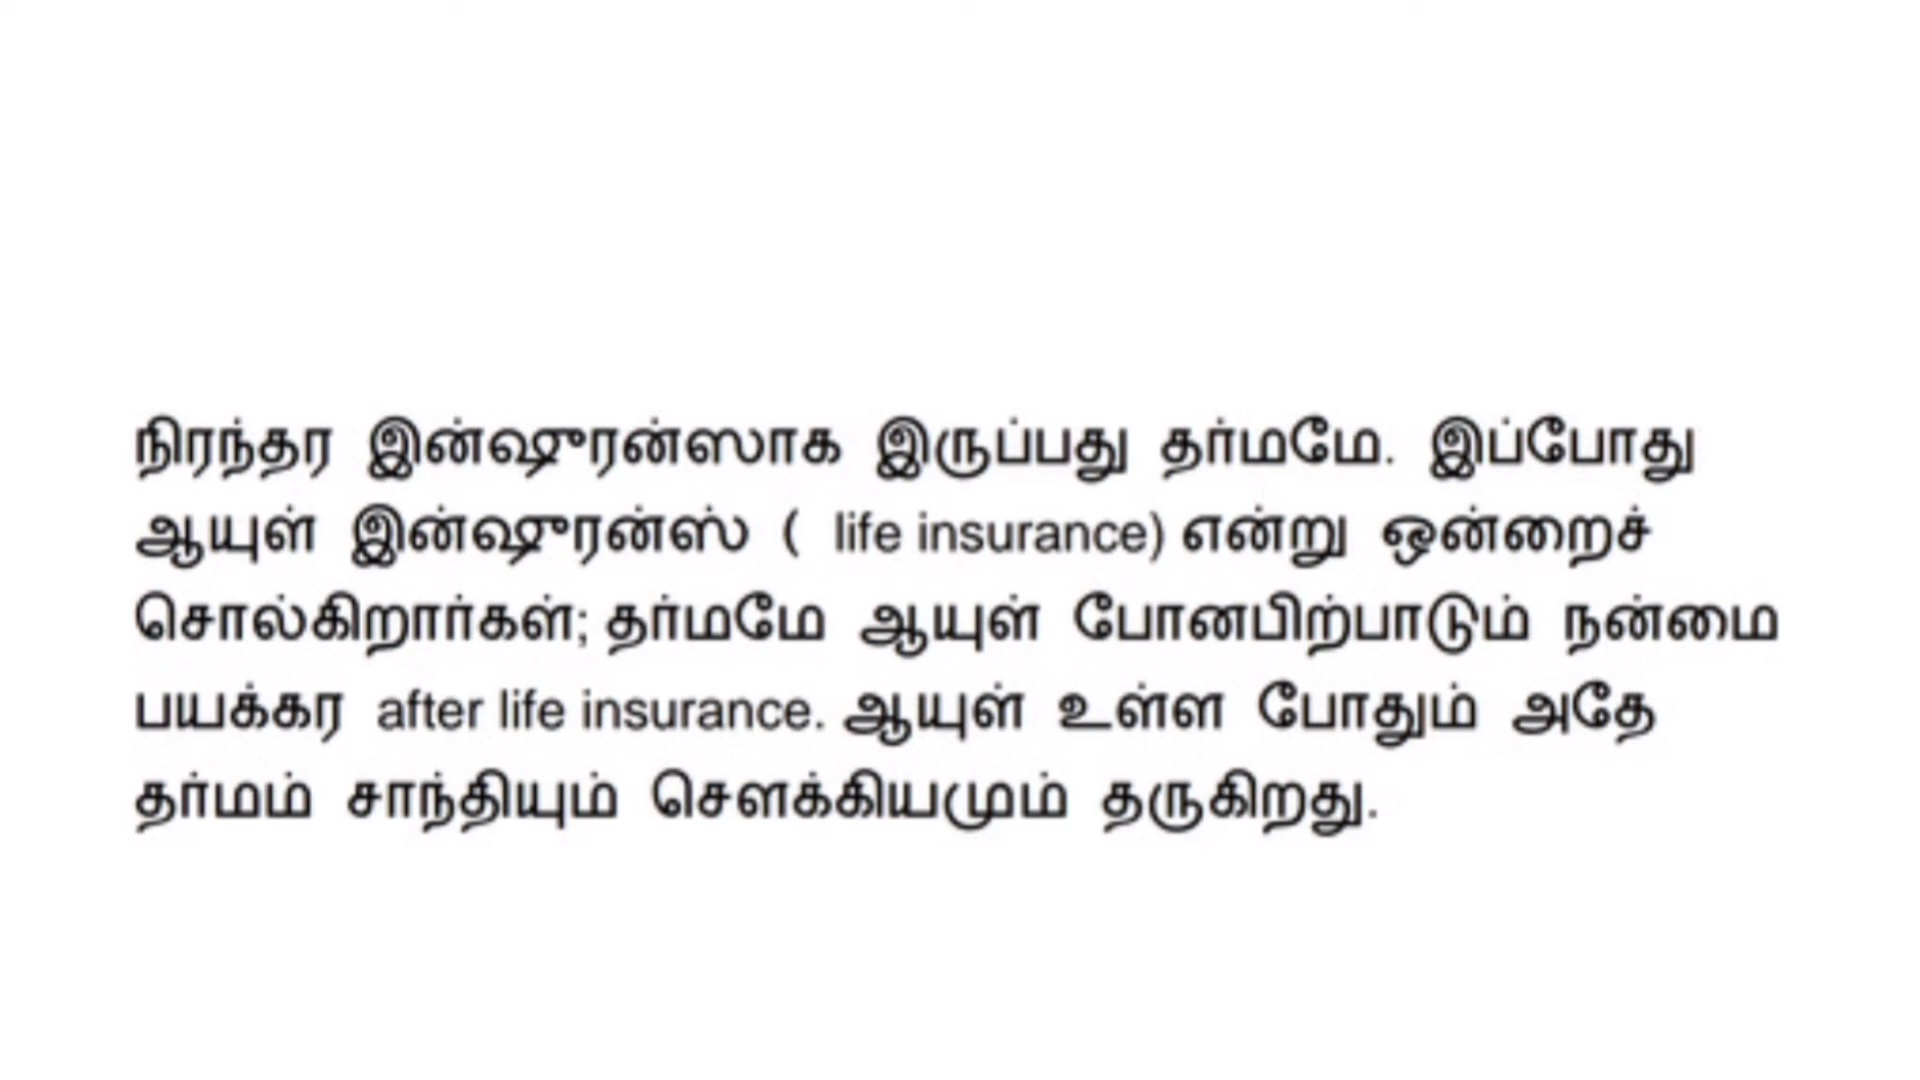 நிரந்தர இன்ஷுரன்ஸாக இருப்பது தர்மமே. இப்போது
ஆயுள் இன்ஷுரன்ஸ் ( life insurance) என்று ஒன்றைச்
சொல்கிறார்கள்; தர்மமே ஆயுள் போனபிற்பாடும் நன்மை
பயக்கர after life insurance. ஆயுள் உள்ள போதும் அதே
தர்மம் சாந்தியும் சௌக்கியமும் தருகிறது.